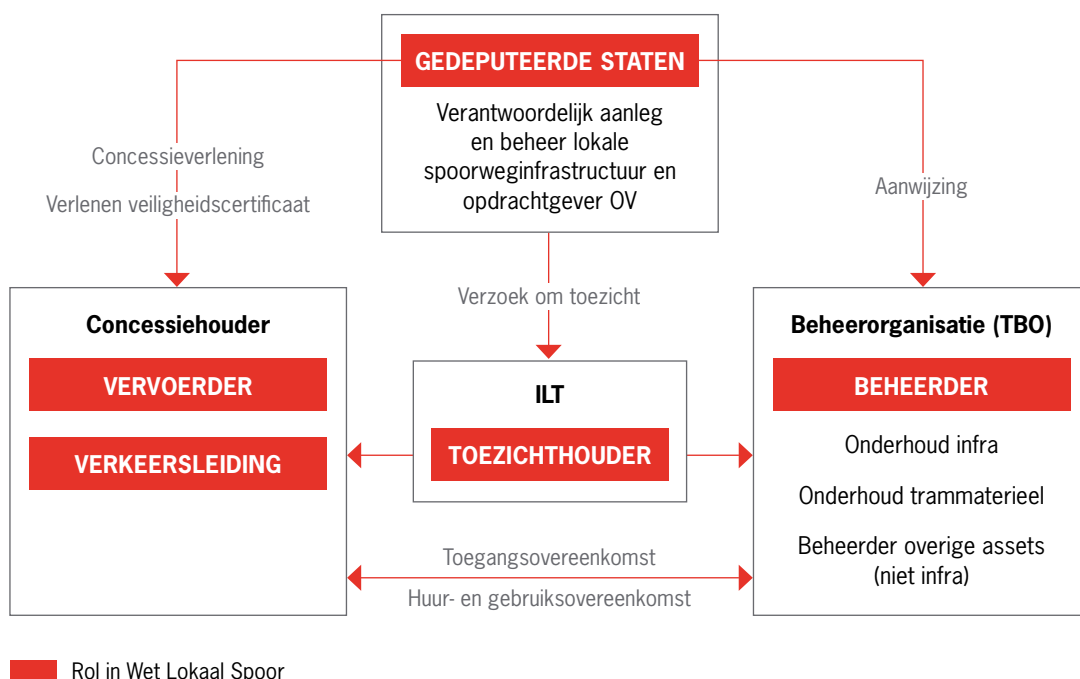 GEDEPUTEERDE STATEN
Verantwoordelijk aanleg
en beheer lokale
spoorweginfrastructuur en
opdrachtgever OV
Concessieverlening
Verlenen veiligheidscertificaat
Aanwijzing
Verzoek om toezicht
Concessiehouder
VERVOERDER
VERKEERSLEIDING
ILT
TOEZICHTHOUDER
Beheerorganisatie (TBO)
BEHEERDER
Onderhoud infra
Onderhoud trammaterieel
Beheerder overige assets
(niet infra)
Toegangsovereenkomst
Huur- en gebruiksovereenkomst
Rol in Wet Lokaal Spoor